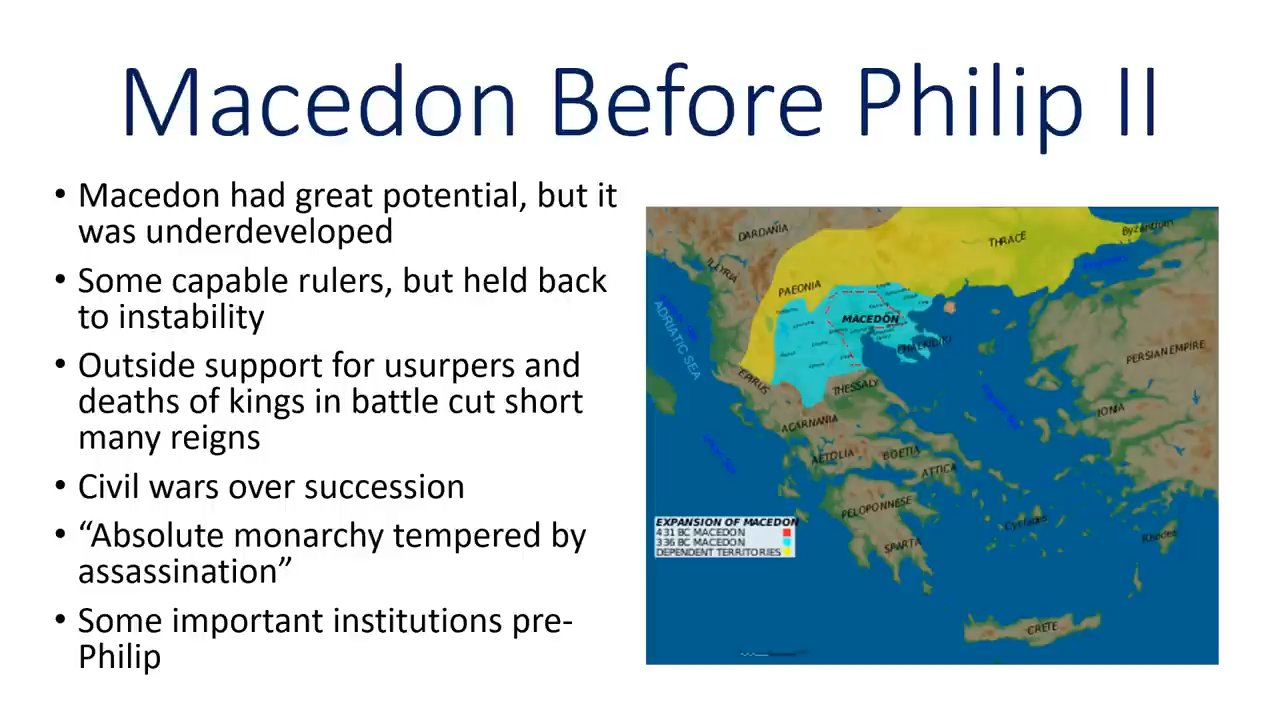 Macedon Before Philip II
• Macedon had great potential, but it
was underdeveloped
• Some capable rulers, but held back
to instability
• Outside support for usurpers and
deaths of kings in battle cut short
many reigns
• Civil wars over succession
• “Absolute monarchy tempered by
assassination”
• Some important institutions pre-
Philip
DARDANIA
THRACE
Byzantium
ILLYRIA
PAEONIA
ADRIATIC SEA
MACEDON
CHALKIDIKI
EPIRUS
THESSALY
PERSIAN EMPIRE
IONIA
ACARNANIA
AETOLIA
BOETIA
ATTICA
PELOPONNESE
SPARTA
Cyclades
Rhodes
CRETE
EXPANSION OF MACEDON
431 BC MACEDON
336 BC MACEDON
DEPENDENT TERRITORIES